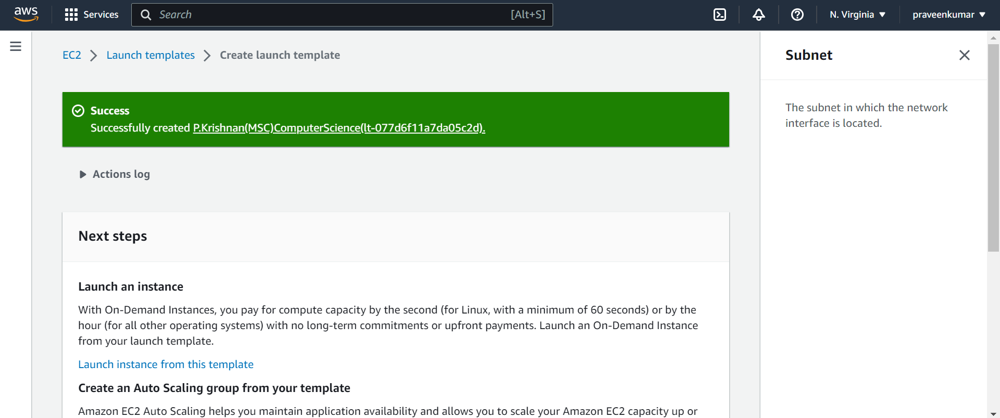 aws
Services
Search [Alt+S]
N. Virginia
praveenkumar
EC2 > Launch templates > Create launch template
Success
Successfully created P.Krishnan(MSC)ComputerScience(lt-077d6f11a7da05c2d).
Actions log
Next steps
Launch an instance
With On-Demand Instances, you pay for compute capacity by the second (for Linux, with a minimum of 60 seconds) or by the
hour (for all other operating systems) with no long-term commitments or upfront payments. Launch an On-Demand Instance
from your launch template.
Launch instance from this template
Create an Auto Scaling group from your template
Amazon EC2 Auto Scaling helps you maintain application availability and allows you to scale your Amazon EC2 capacity up or
Subnet
The subnet in which the network
interface is located.